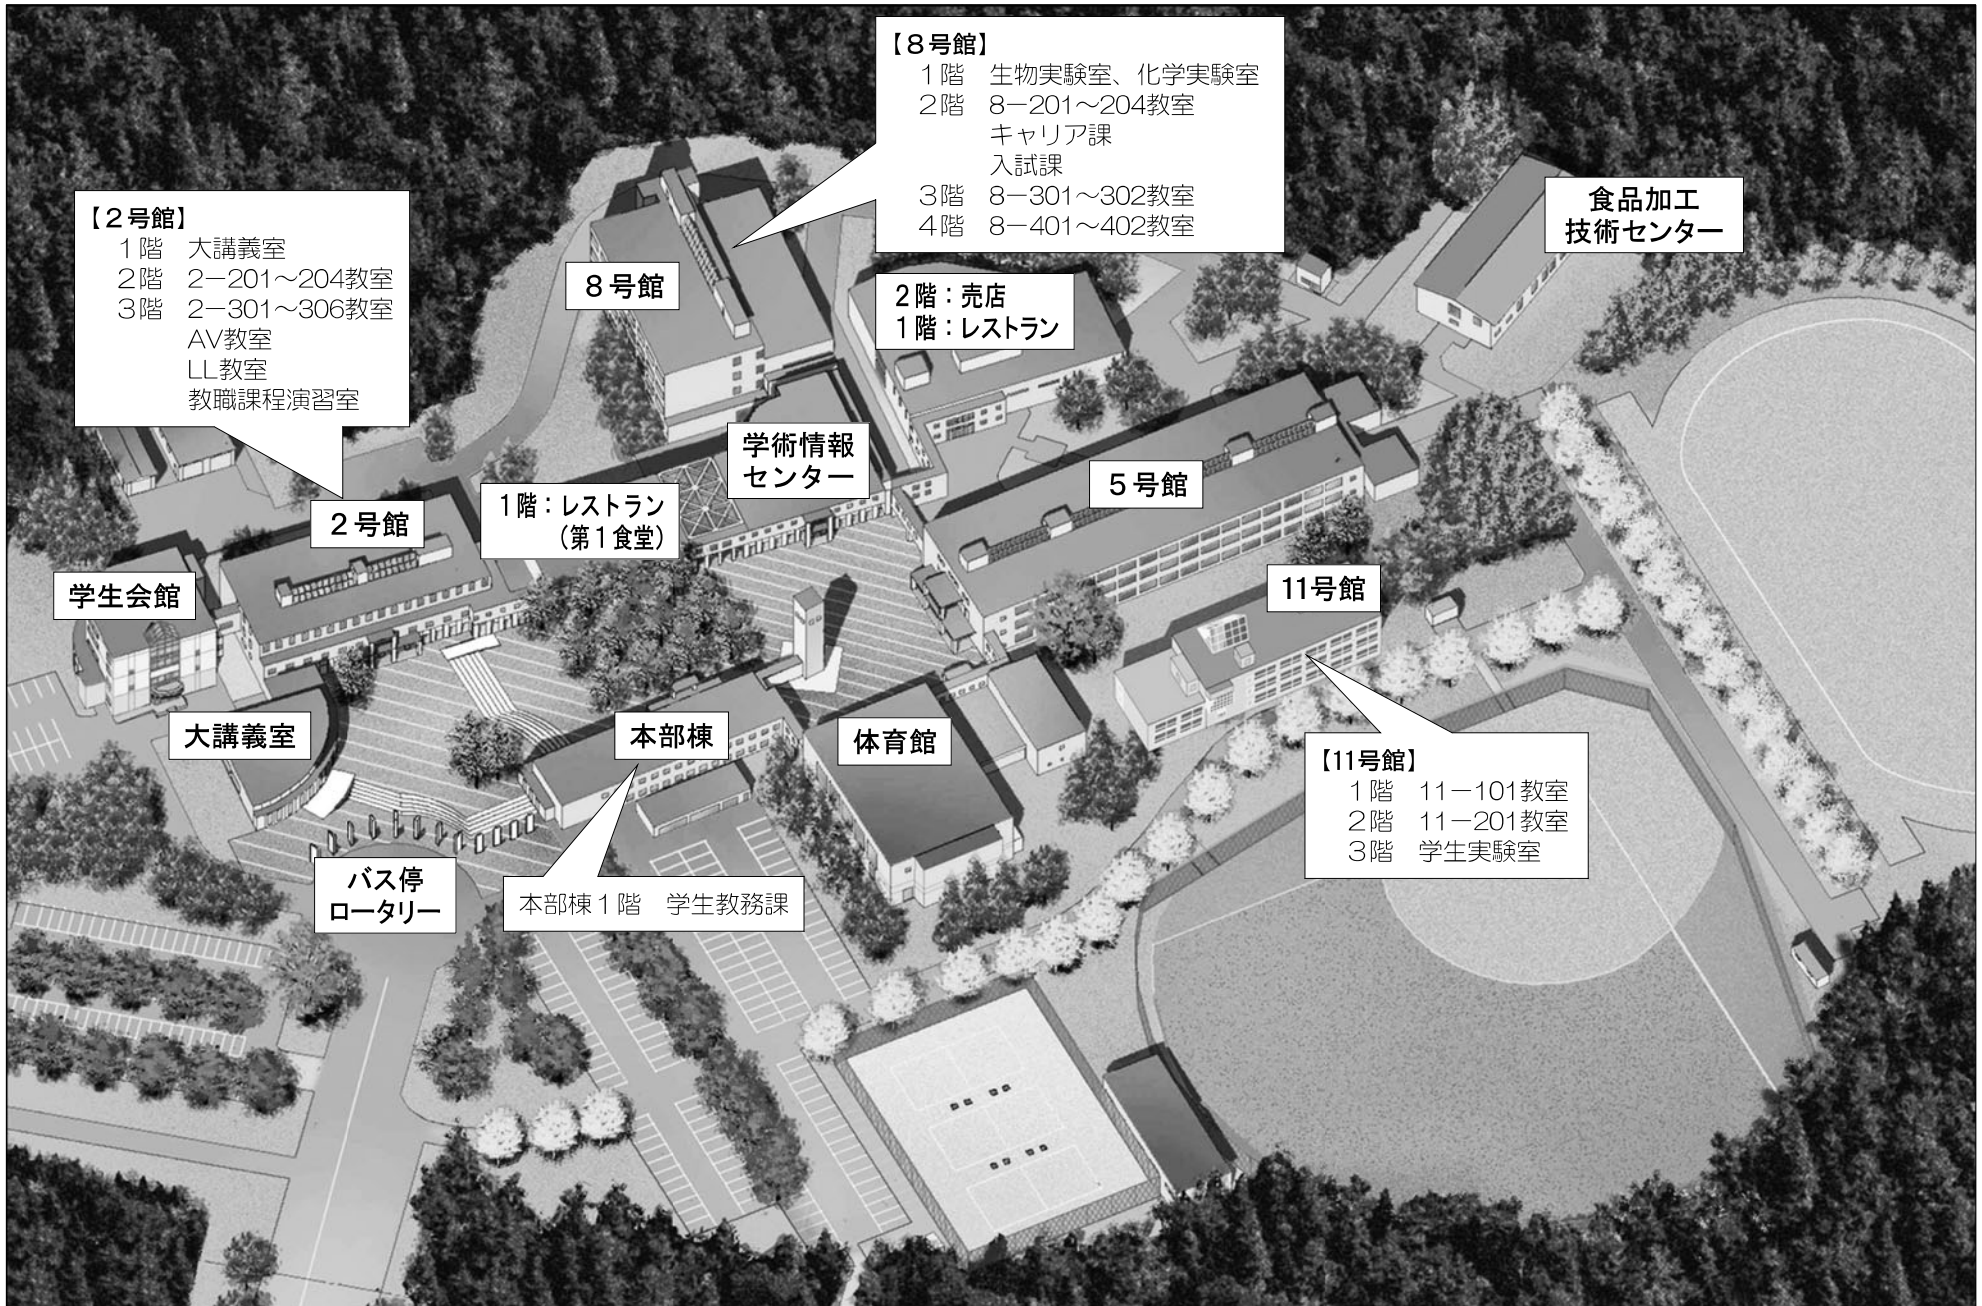 【8号館】
1階 生物実験室、化学実験室
2階 8−201〜204教室
キャリア課
入試課
3階 8−301〜302教室
4階 8−401〜402教室
【2号館】
1階 大講義室
2階 2−201〜204教室
3階 2−301〜306教室
AV教室
LL教室
教職課程演習室
食品加工
技術センター
8号館
2階：売店
1階：レストラン
学術情報
センター
5号館
1階：レストラン
（第1食堂）
2号館
学生会館
11号館
大講義室
本部棟
体育館
【11号館】
1階 11−101教室
2階 11−201教室
3階 学生実験室
バス停
ロータリー
本部棟1階 学生教務課